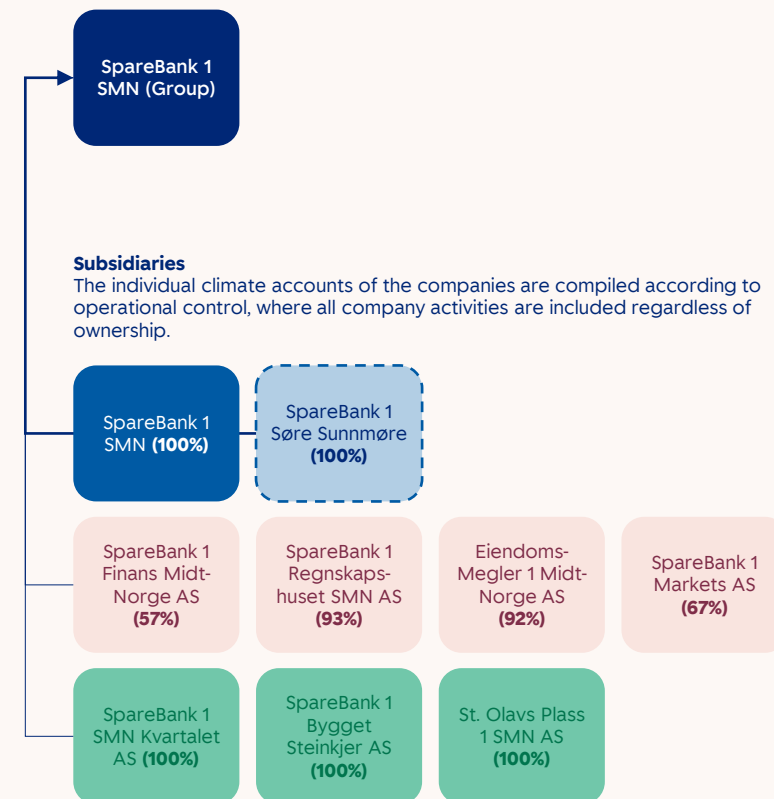 SpareBank 1
SMN (Group)
Subsidiaries
The individual climate accounts of the companies are compiled according to
operational control, where all company activities are included regardless of
ownership.
SpareBank 1
SMN (100%)
SpareBank 1
Søre Sunnmøre
(100%)
SpareBank 1
Finans Midt-
Norge AS
(57%)
SpareBank 1
Regnskaps-
huset SMN AS
(93%)
Eiendoms-
Megler 1 Midt-
Norge AS
(92%)
SpareBank 1
Markets AS
(67%)
SpareBank 1
SMN Kvartalet
AS (100%)
SpareBank 1
Bygget
Steinkjer AS
(100%)
St. Olavs Plass
1 SMN AS
(100%)